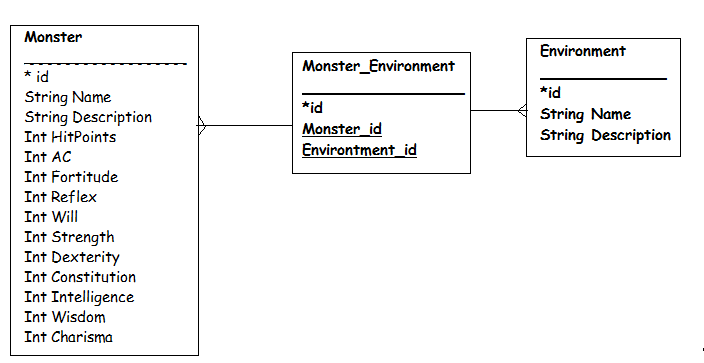 Monster
* id
String Name
String Description
Int HitPoints
Int AC
Int Fortitude
Int Reflex
Int Will
Int Strength
Int Dexterity
Int Constitution
Int Intelligence
Int Wisdom
Int Charisma
Monster_Environment
*id
Monster_id
Environtment_id
Environment
*id
String Name
String Description